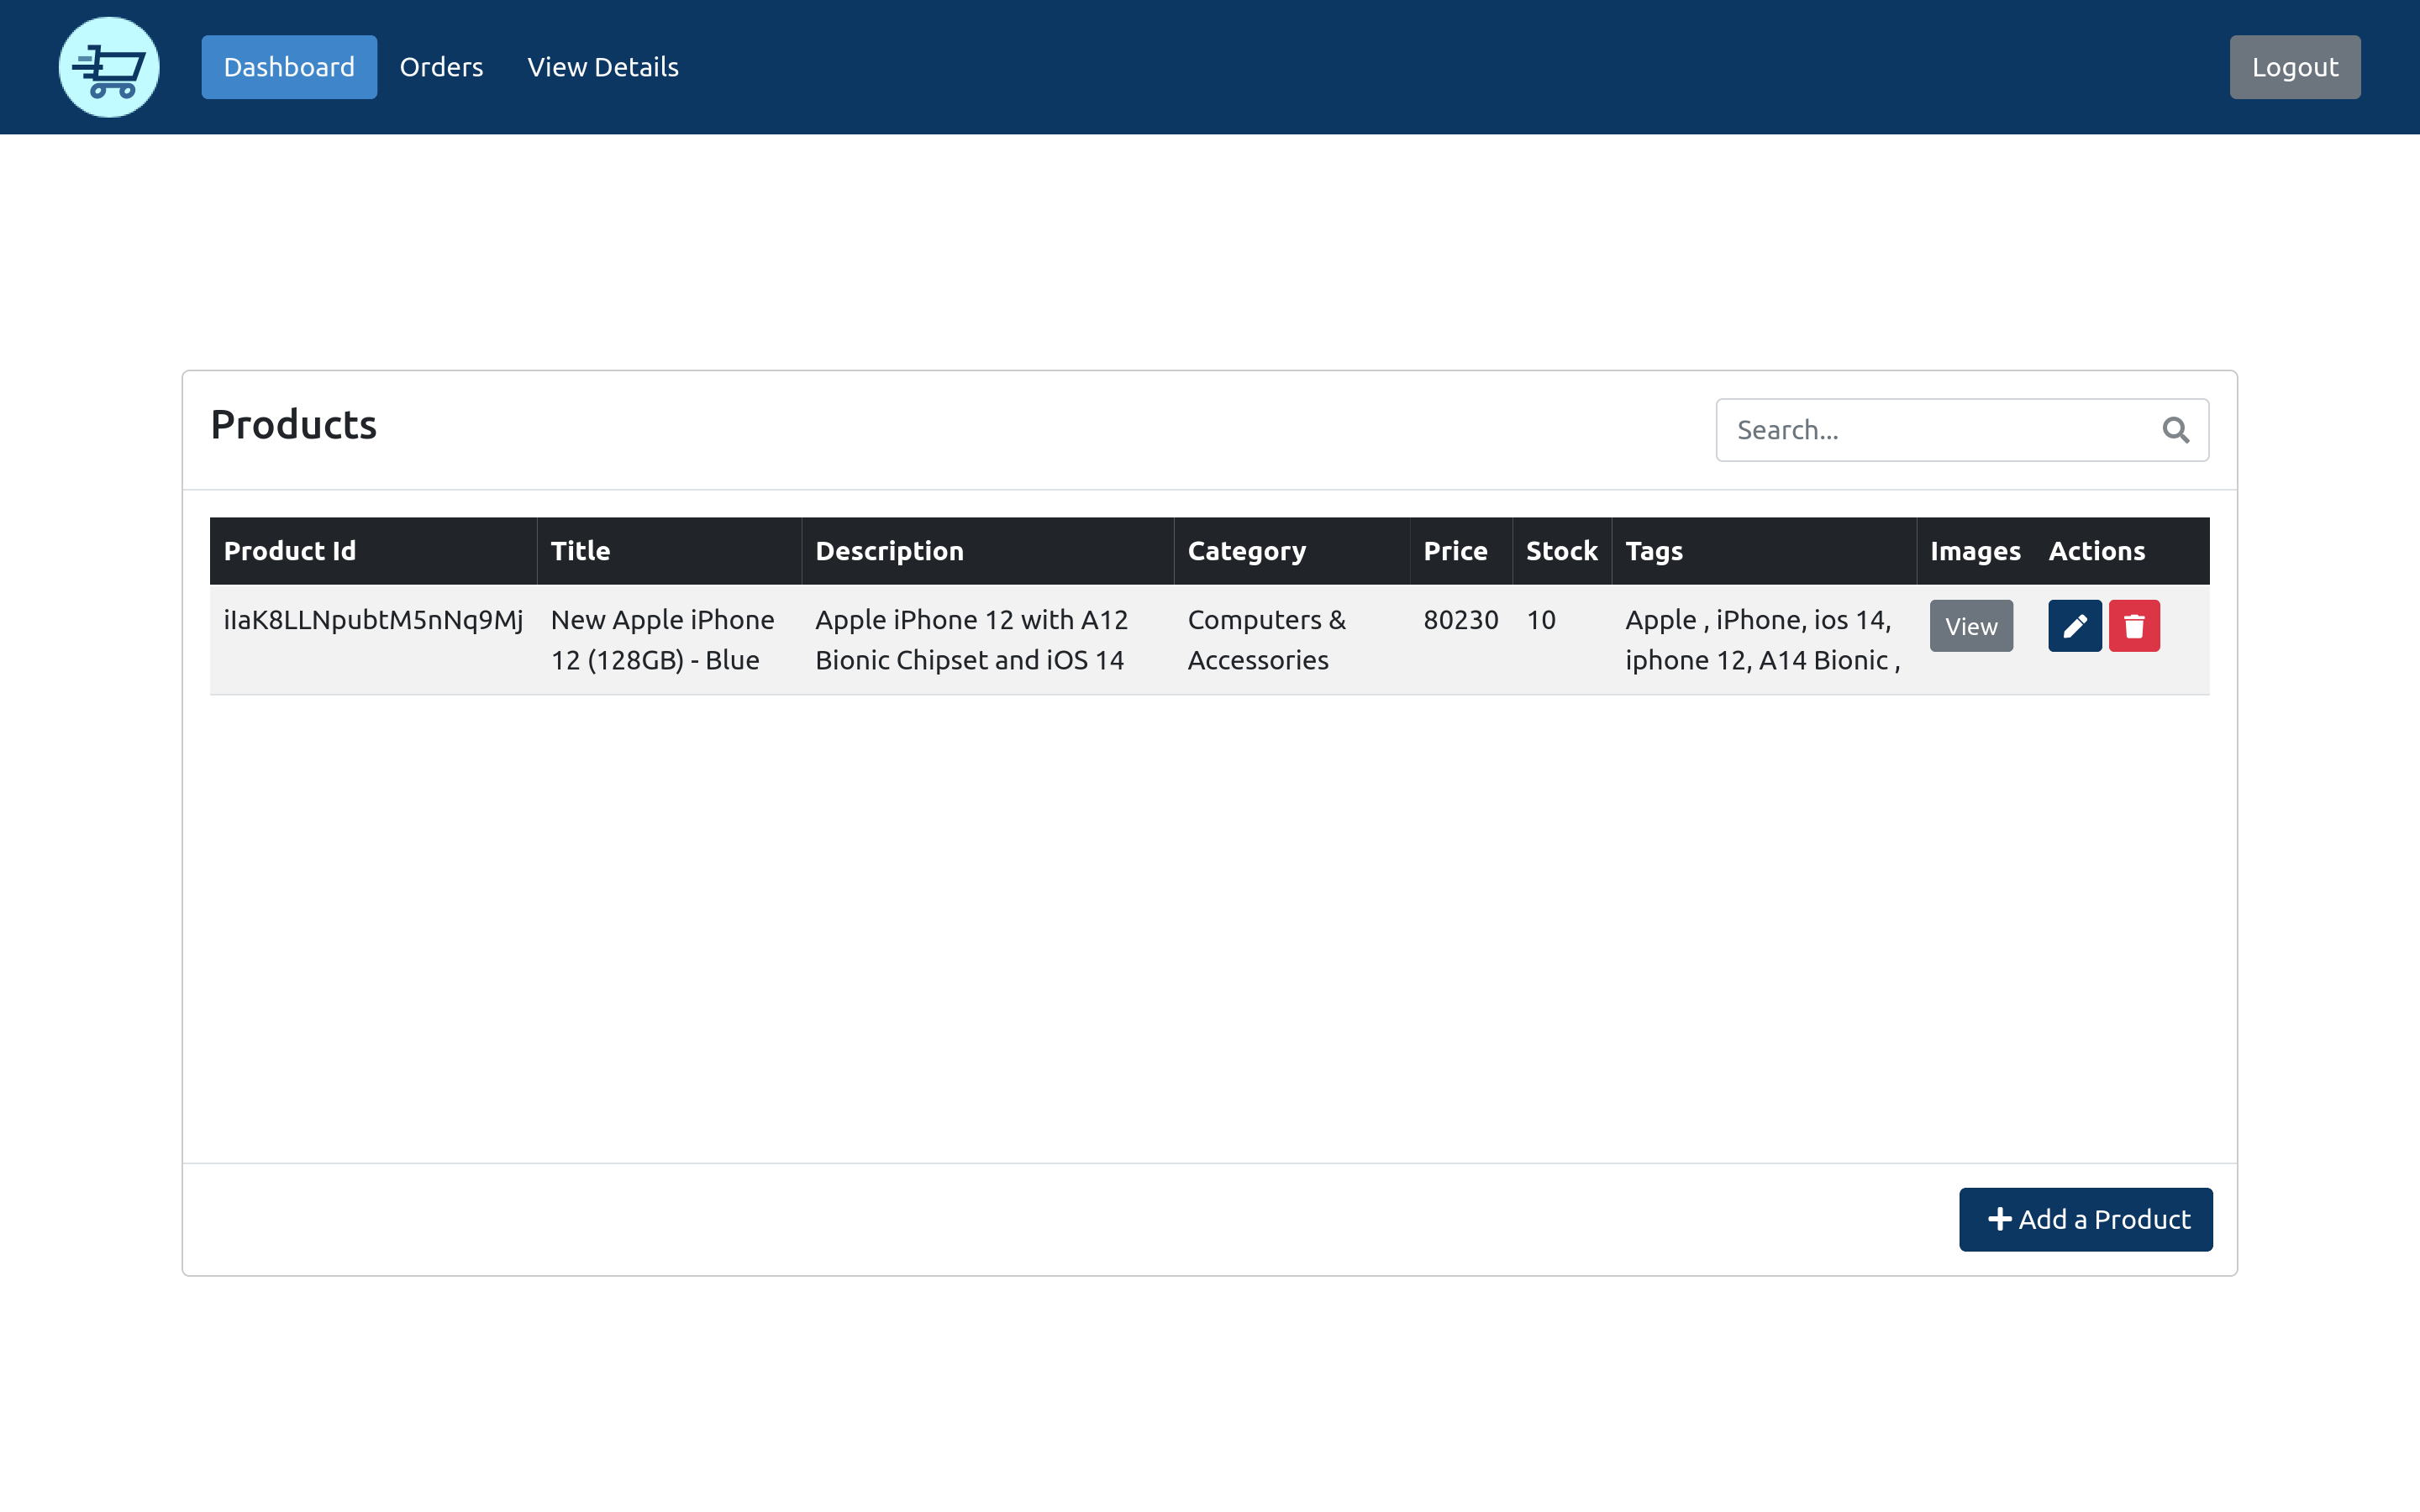 Dashboard Orders View Details Logout
Products
Search...
Product Id Title Description Category Price Stock Tags Images Actions
iIaK8LLNpubtM5nNq9Mj New Apple iPhone Apple iPhone 12 with A12 Computers & 80230 10 Apple , iPhone, ios 14, View
12 (128GB) - Blue Bionic Chipset and iOS 14 Accessories iphone 12, A14 Bionic ,
Add a Product